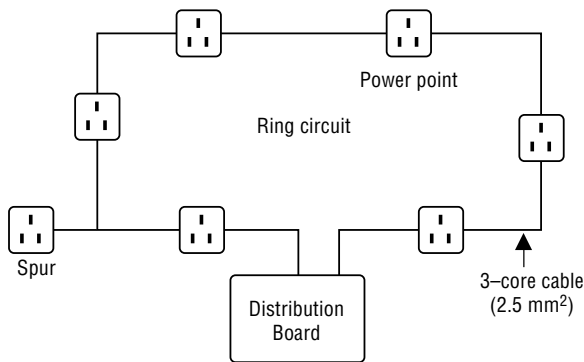 Power point
Ring circuit
Spur
3–core cable
(2.5 mm²)
Distribution
Board